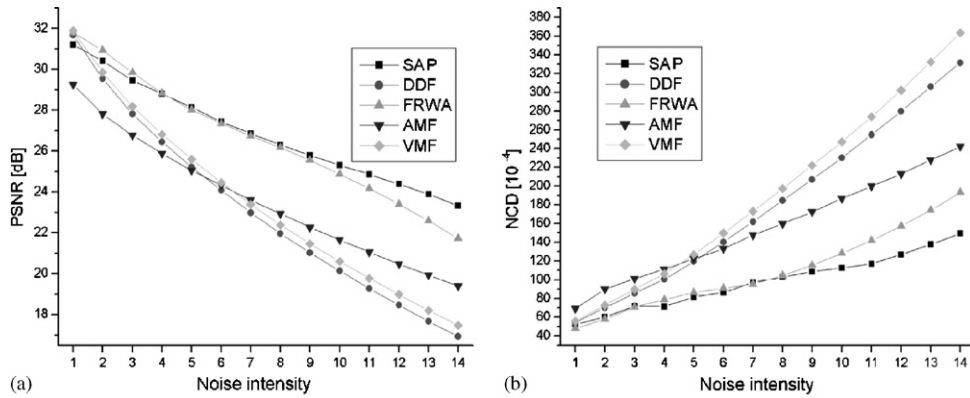 PSNR [dB]
32
30
28
26
24
22
20
18
SAP
DDF
FRWA
AMF
VMF
1 2 3 4 5 6 7 8 9 10 11 12 13 14
(a)
Noise intensity
NCD [10⁻⁴]
380
360
340
320
300
280
260
240
220
200
180
160
140
120
100
80
60
40
SAP
DDF
FRWA
AMF
VMF
1 2 3 4 5 6 7 8 9 10 11 12 13 14
(b)
Noise intensity